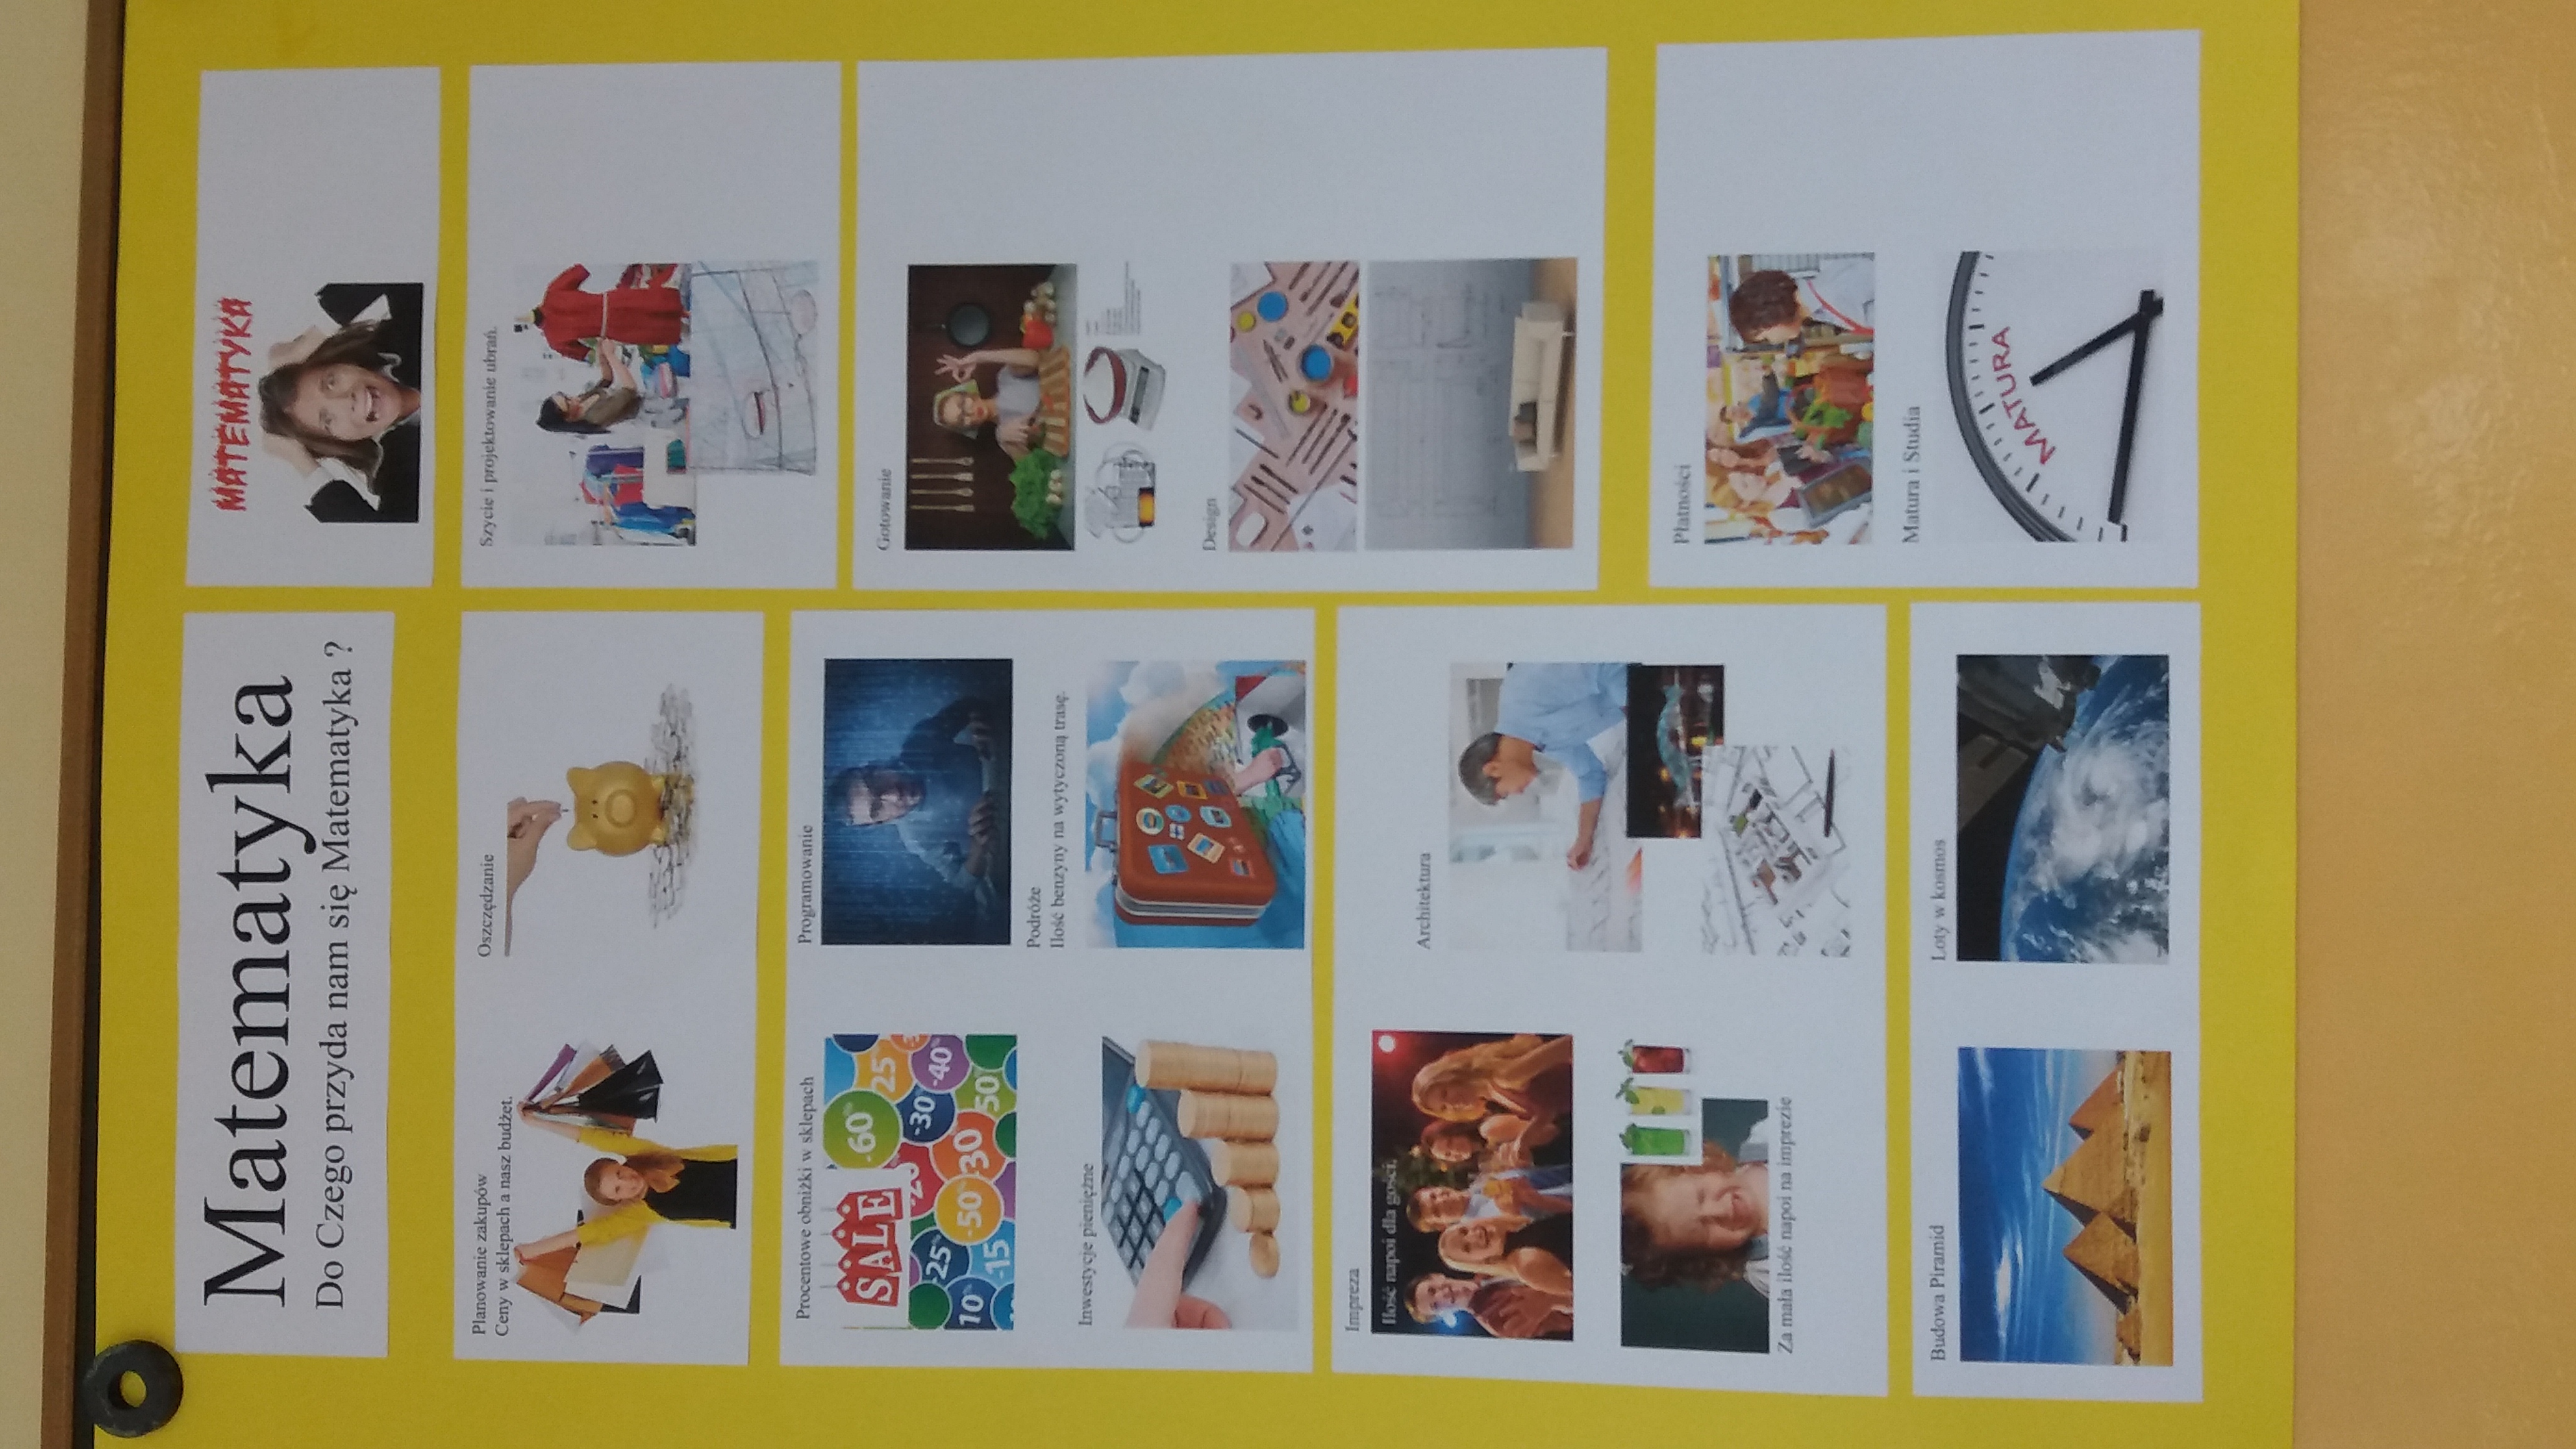 Matematyka
Do Czego przyda nam się Matematyka ?
MATEMATYKA
Planowanie zakupów
Ceny w sklepach a nasz budżet.
Oszczędzanie
Szycie i projektowanie ubrań.
Procentowe obniżki w sklepach
SALE
-60%
25
-20
-25%
-30
-40%
10%
-50%
-30
50%
-15
Programowanie
Podróże
Ilość benzyny na wytyczoną trasę.
Inwestycje pieniężne
Gotowanie
Design
Impreza
Ilość napoi dla gości.
Architektura
Za mała ilość napoi na imprezie
Płatności
Budowa Piramid
Loty w kosmos
Matura i Studia
MATURA